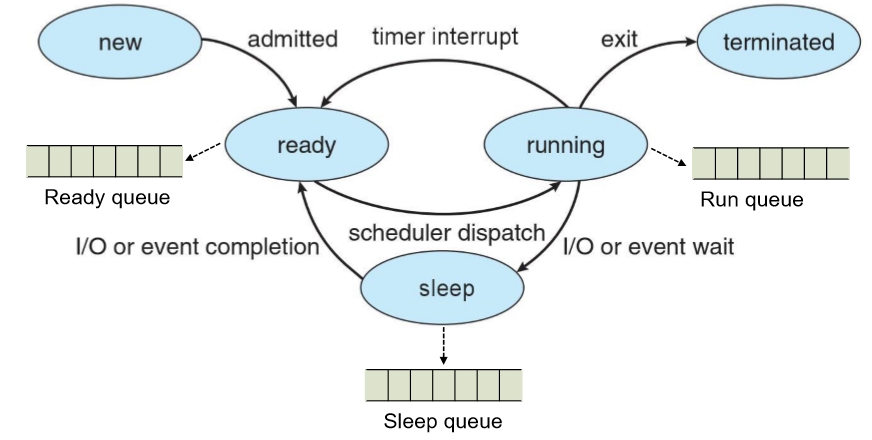 new
admitted
timer interrupt
exit
terminated
ready
running
Ready queue
Run queue
scheduler dispatch
I/O or event completion
I/O or event wait
sleep
Sleep queue